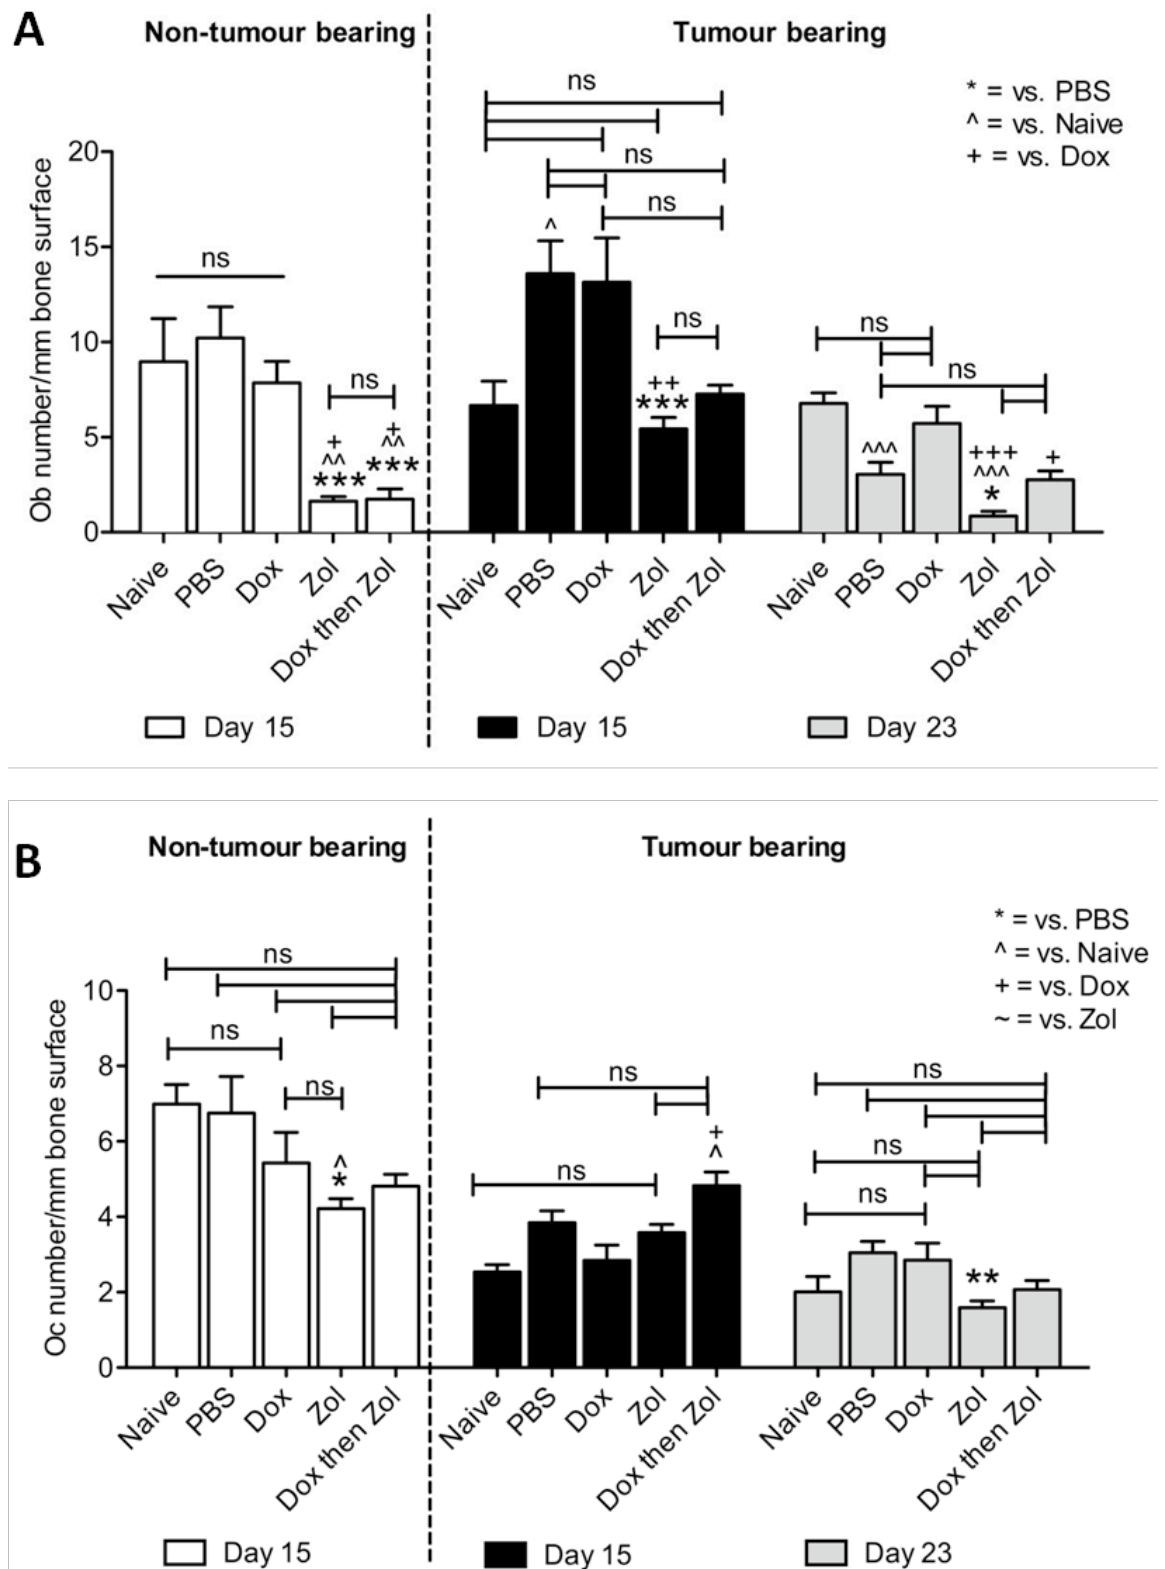 A
Non-tumour bearing
Tumour bearing
* = vs. PBS
^ = vs. Naive
+ = vs. Dox
Ob number/mm bone surface
20
15
10
5
0
ns
ns
+
^^
***
+
^^
***
ns
ns
ns
^
ns
++
***
ns
^^^
ns
+++
^^^
*
+
Naive
PBS
Dox
Zol
Dox then Zol
Naive
PBS
Dox
Zol
Dox then Zol
Naive
PBS
Dox
Zol
Dox then Zol
Day 15
Day 15
Day 23
B
Non-tumour bearing
Tumour bearing
* = vs. PBS
^ = vs. Naive
+ = vs. Dox
~ = vs. Zol
Oc number/mm bone surface
10
8
6
4
2
0
ns
ns
ns
^
*
ns
ns
+
^
ns
ns
ns
**
Naive
PBS
Dox
Zol
Dox then Zol
Naive
PBS
Dox
Zol
Dox then Zol
Naive
PBS
Dox
Zol
Dox then Zol
Day 15
Day 15
Day 23